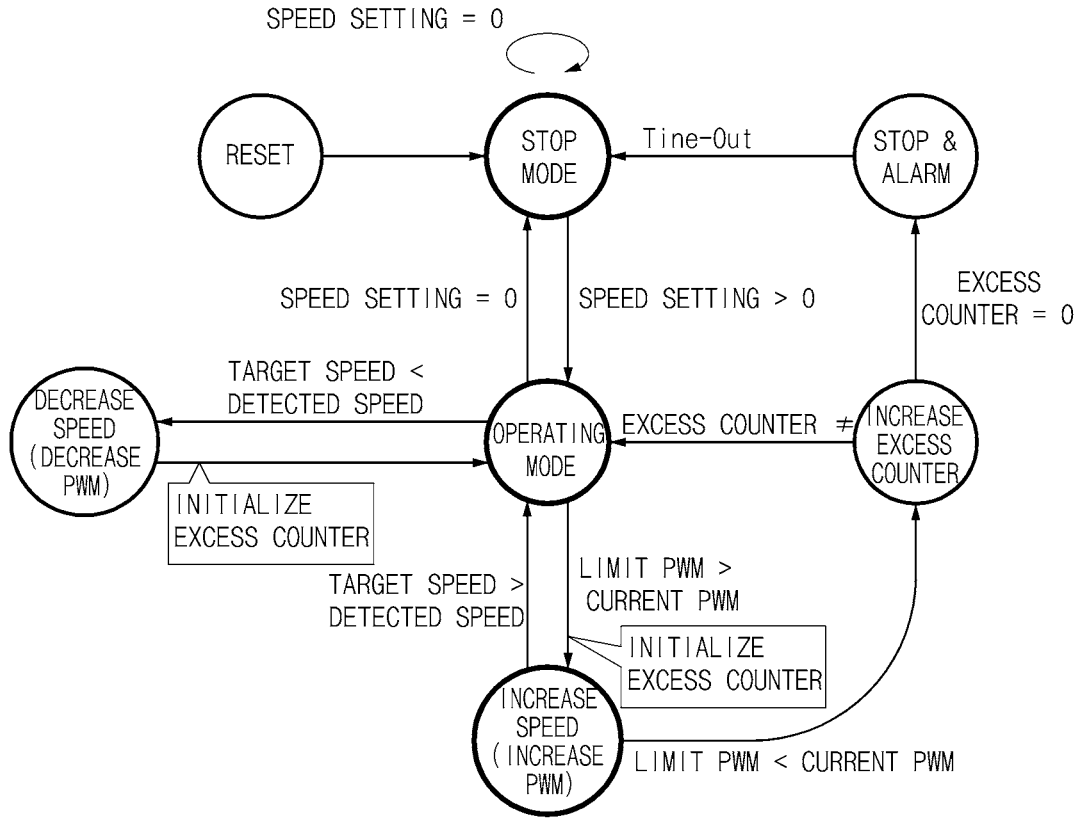 SPEED SETTING = 0
RESET
STOP
MODE
Tine-Out
STOP &
ALARM
SPEED SETTING = 0
SPEED SETTING > 0
EXCESS
COUNTER = 0
TARGET SPEED <
DETECTED SPEED
DECREASE
SPEED
(DECREASE
PWM)
OPERATING
MODE
EXCESS COUNTER ≠
INCREASE
EXCESS
COUNTER
INITIALIZE
EXCESS COUNTER
TARGET SPEED >
DETECTED SPEED
LIMIT PWM >
CURRENT PWM
INITIALIZE
EXCESS COUNTER
INCREASE
SPEED
(INCREASE
PWM)
LIMIT PWM < CURRENT PWM